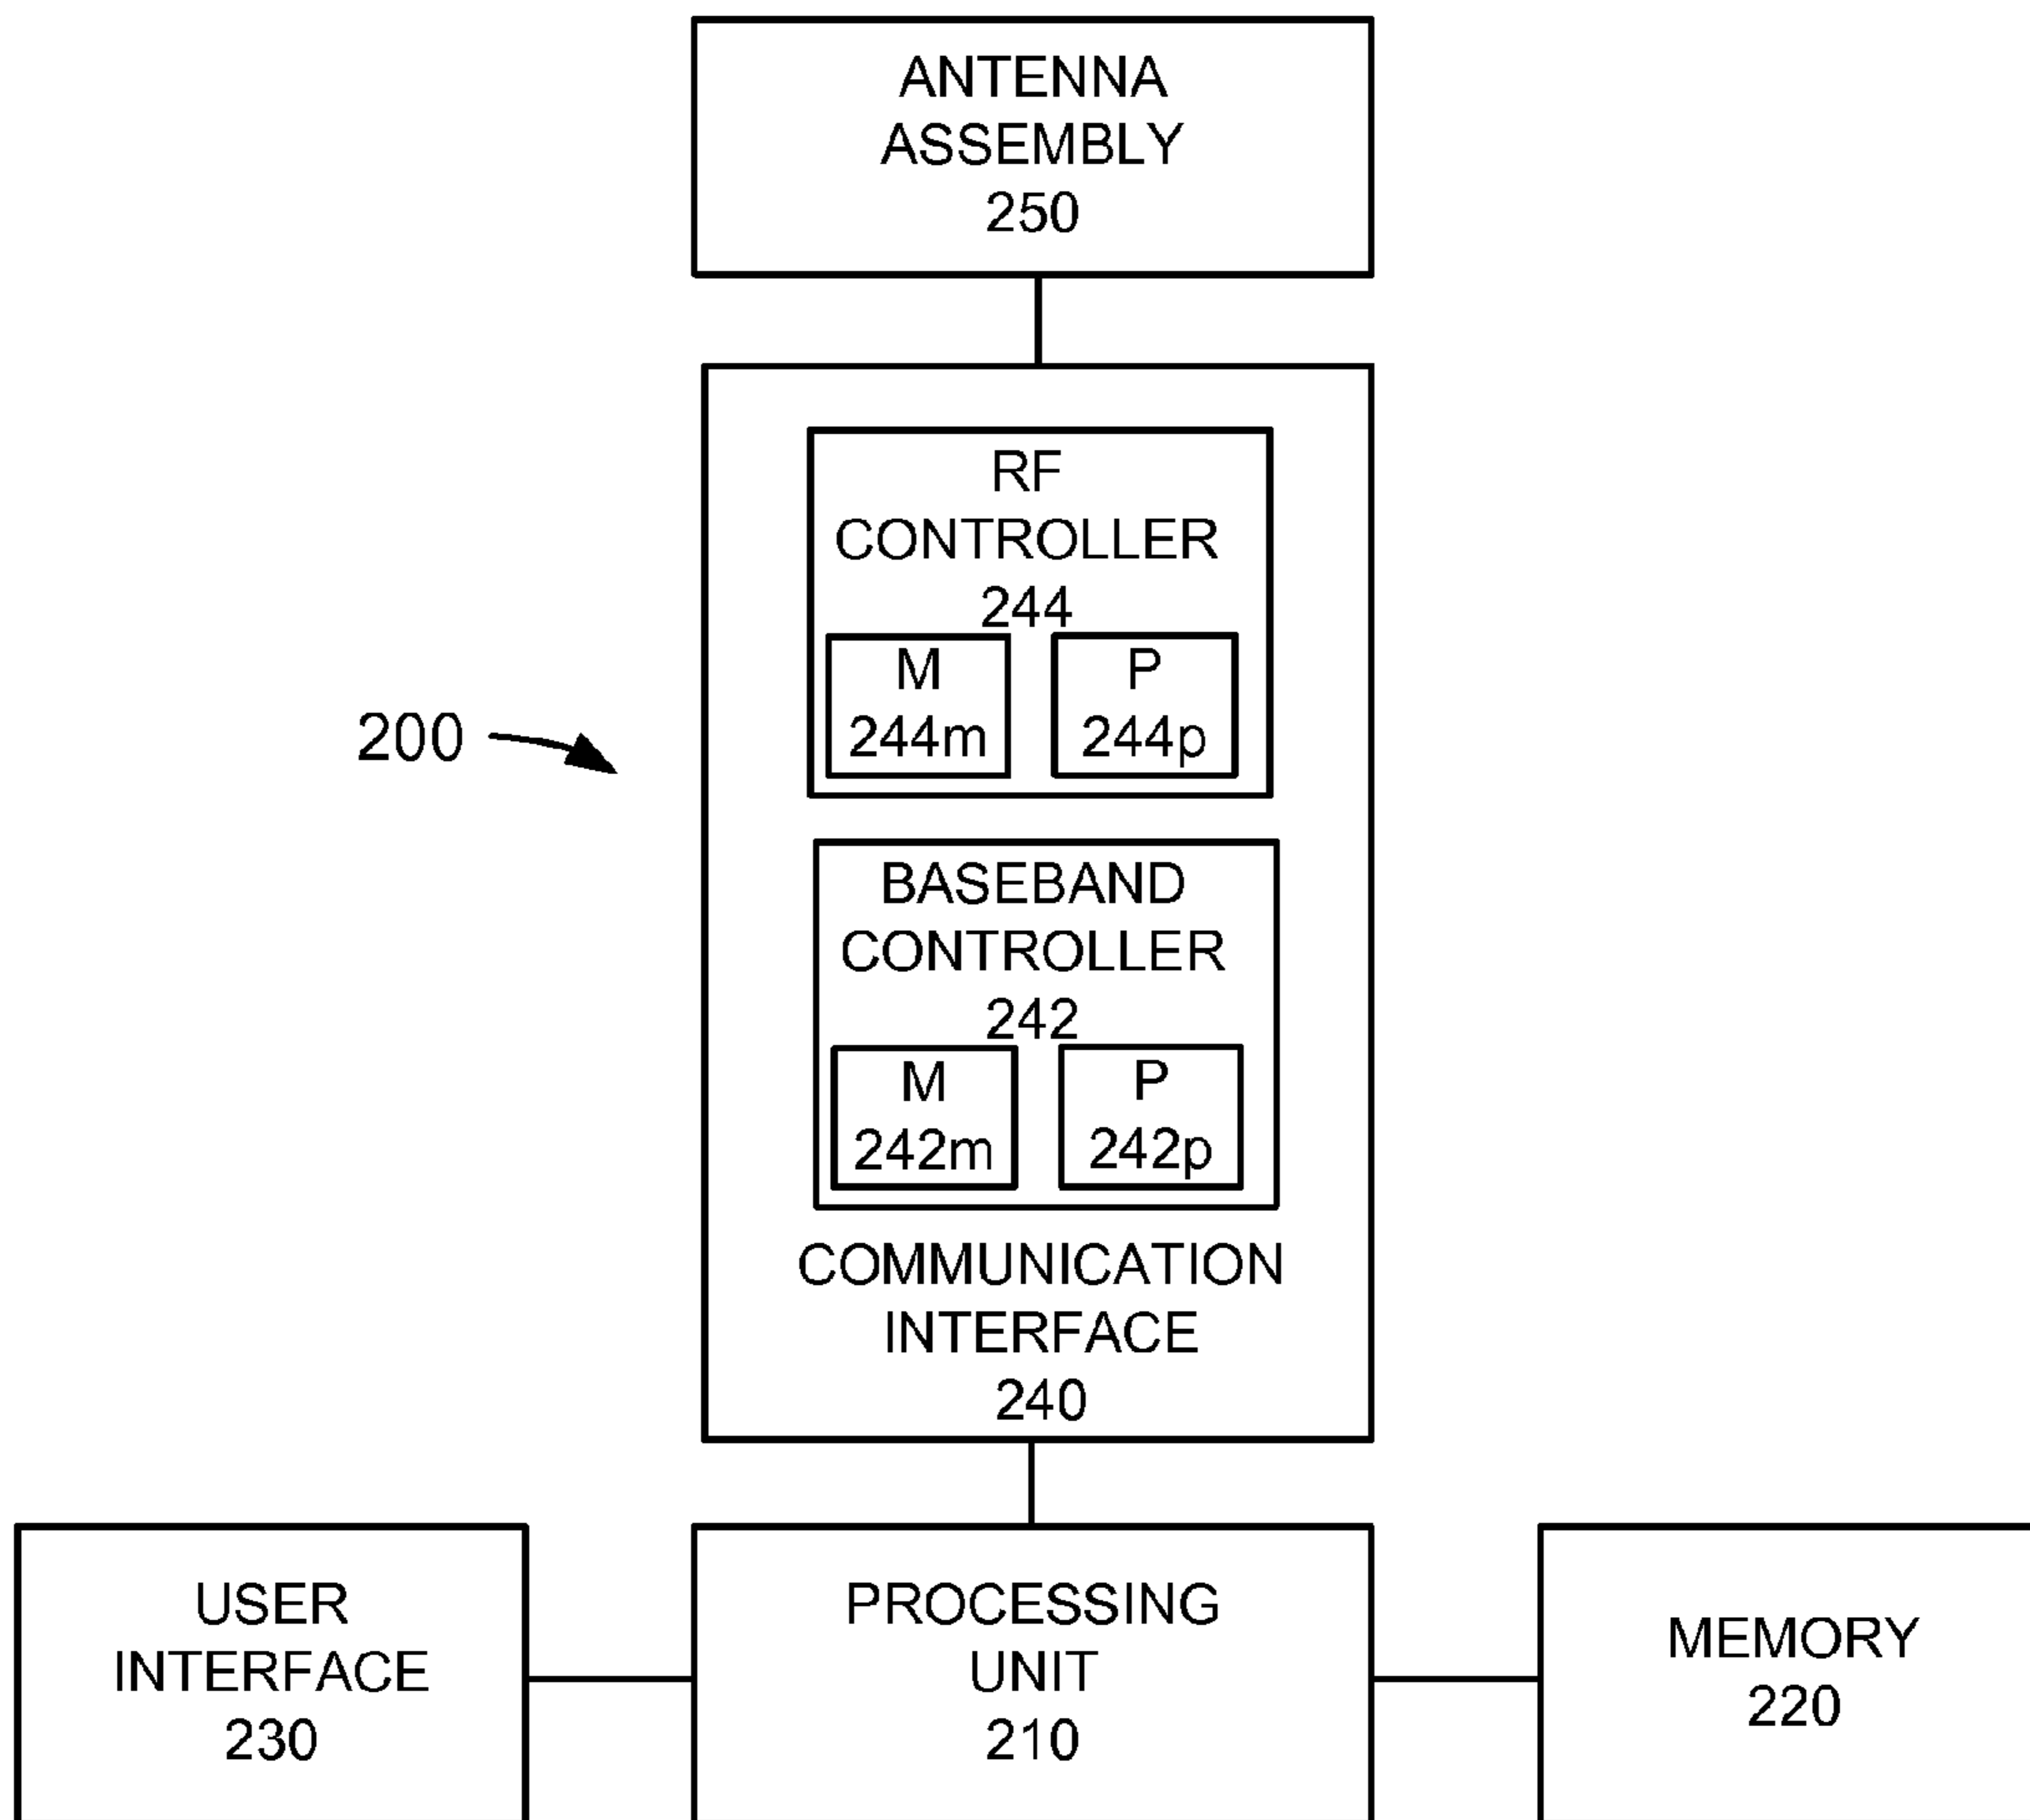 ANTENNA
ASSEMBLY
250
RF
CONTROLLER
244
M
244m
P
244p
200
BASEBAND
CONTROLLER
242
M
242m
P
242p
COMMUNICATION
INTERFACE
240
USER
INTERFACE
230
PROCESSING
UNIT
210
MEMORY
220